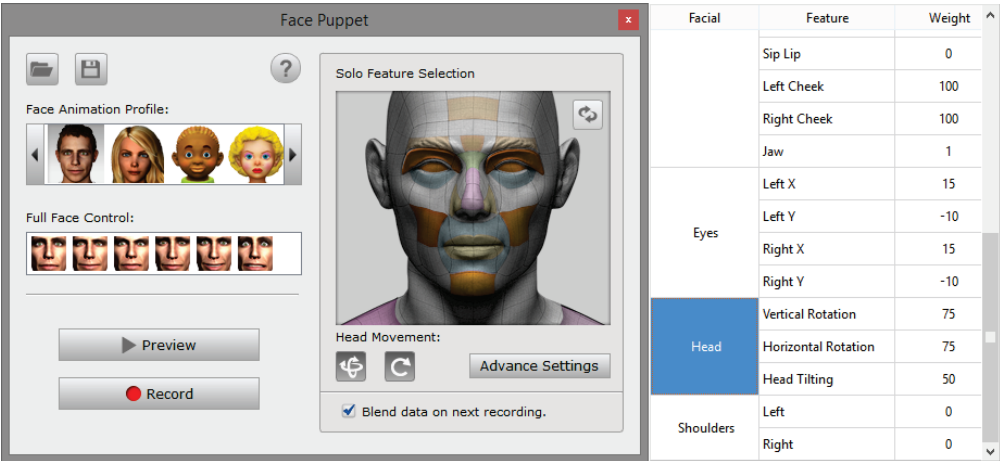 Face Puppet
x
?
Face Animation Profile:
Full Face Control:
Preview
Record
Solo Feature Selection
Head Movement:
Advance Settings
Blend data on next recording.
Facial Feature Weight
Sip Lip 0
Left Cheek 100
Right Cheek 100
Jaw 1
Eyes
Left X 15
Left Y -10
Right X 15
Right Y -10
Head
Vertical Rotation 75
Horizontal Rotation 75
Head Tilting 50
Shoulders
Left 0
Right 0